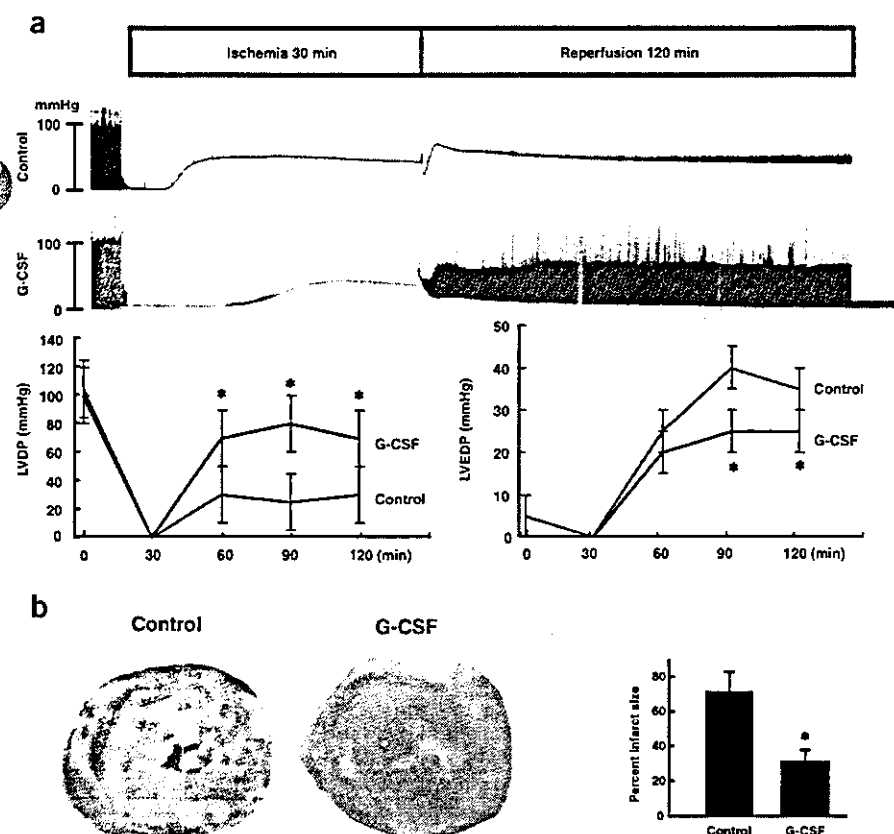 a
Ischemia 30 min
Reperfusion 120 min
mmHg
100
0
Control
100
0
G-CSF
140
120
100
80
60
40
20
0
LVDP (mmHg)
*
*
*
G-CSF
Control
0 30 60 90 120 (min)
50
40
30
20
10
0
LVEDP (mmHg)
Control
G-CSF
*
*
0 30 60 90 120 (min)
b
Control
G-CSF
80
60
40
20
0
Percent infarct size
*
Control G-CSF